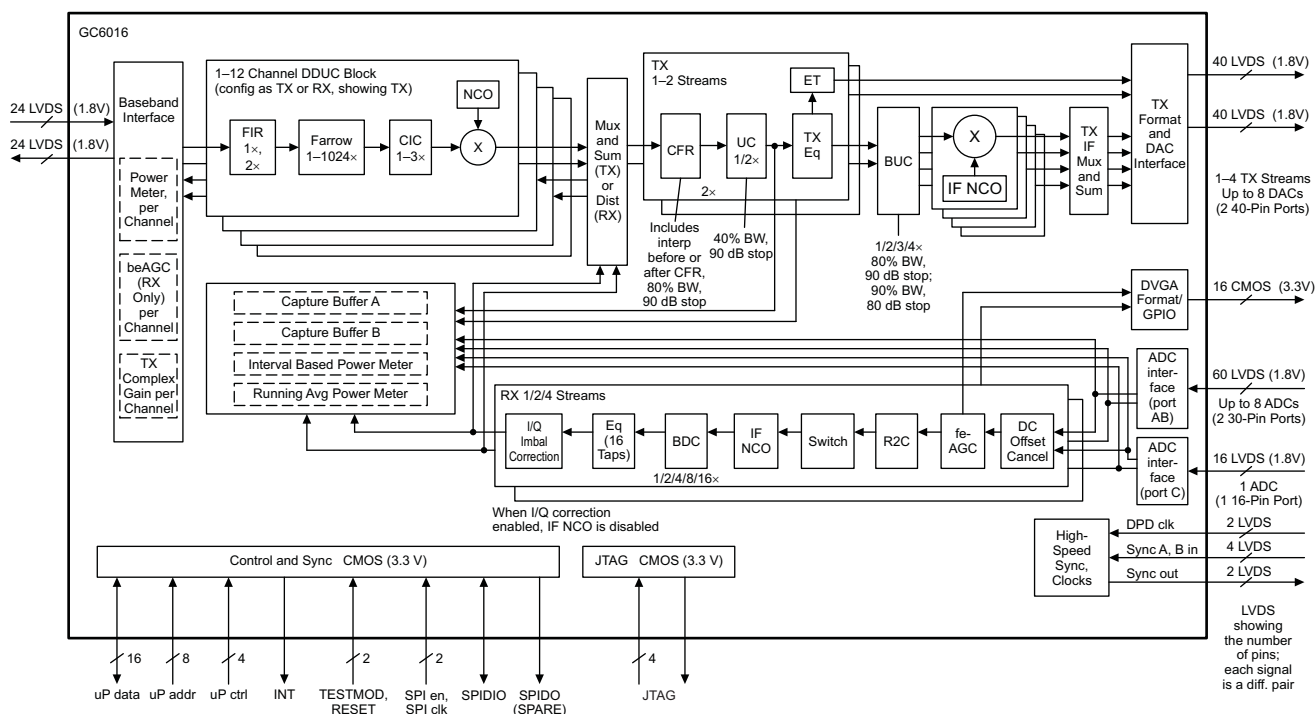 GC6016
24 LVDS (1.8V)
24 LVDS (1.8V)
Baseband
Interface
Power
Meter,
per
Channel
beAGC
(RX
Only) per
Channel
TX
Complex
Gain per
Channel
1–12 Channel DDUC Block
(config as TX or RX, showing TX)
FIR
1×,
2×
Farrow
1–1024×
CIC
1–3×
NCO
X
Mux
and
Sum
(TX)
or
Dist
(RX)
TX
1–2 Streams
CFR
UC
1/2×
TX
Eq
ET
2×
Includes
interp
before or
after CFR,
80% BW,
90 dB stop
40% BW,
90 dB stop
BUC
1/2/3/4×
80% BW,
90 dB stop;
90% BW,
80 dB stop
X
IF NCO
TX
IF
Mux
and
Sum
TX
Format
and
DAC
Interface
40 LVDS (1.8V)
40 LVDS (1.8V)
1–4 TX Streams
Up to 8 DACs
(2 40-Pin Ports)
DVGA
Format/
GPIO
16 CMOS (3.3V)
Capture Buffer A
Capture Buffer B
Interval Based Power Meter
Running Avg Power Meter
ADC
inter-
face
(port
AB)
60 LVDS (1.8V)
Up to 8 ADCs
(2 30-Pin Ports)
RX 1/2/4 Streams
I/Q
Imbal
Correction
Eq
(16
Taps)
BDC
IF
NCO
Switch
R2C
fe-
AGC
DC
Offset
Cancel
1/2/4/8/16×
When I/Q correction
enabled, IF NCO is disabled
ADC
inter-
face
(port C)
16 LVDS (1.8V)
1 ADC
(1 16-Pin Port)
High-
Speed
Sync,
Clocks
DPD clk
2 LVDS
Sync A, B in
4 LVDS
Sync out
2 LVDS
LVDS
showing
the number
of pins;
each signal
is a diff. pair
Control and Sync CMOS (3.3 V)
JTAG CMOS (3.3 V)
16
8
4
2
2
4
uP data
uP addr
uP ctrl
INT
TESTMOD,
RESET
SPI en,
SPI clk
SPIDIO
SPIDO
(SPARE)
JTAG